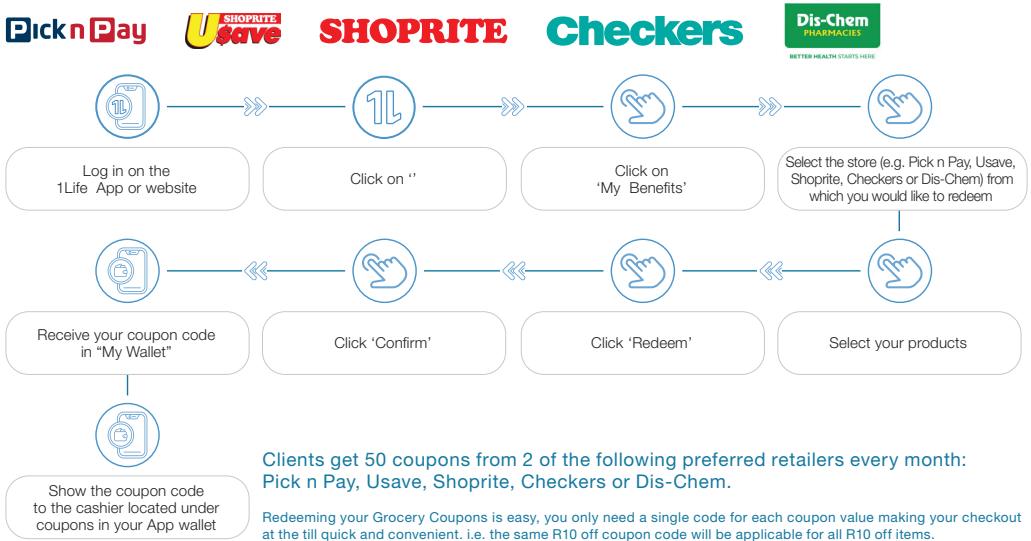 Pick n Pay
SHOPRITE
U$ave
SHOPRITE
Checkers
Dis-Chem
PHARMACIES
BETTER HEALTH STARTS HERE
Log in on the
1Life App or website
Click on ‘’
Click on
‘My Benefits’
Select the store (e.g. Pick n Pay, Usave,
Shoprite, Checkers or Dis-Chem) from
which you would like to redeem
Receive your coupon code
in “My Wallet”
Click ‘Confirm’
Click ‘Redeem’
Select your products
Show the coupon code
to the cashier located under
coupons in your App wallet
Clients get 50 coupons from 2 of the following preferred retailers every month:
Pick n Pay, Usave, Shoprite, Checkers or Dis-Chem.
Redeeming your Grocery Coupons is easy, you only need a single code for each coupon value making your checkout
at the till quick and convenient. i.e. the same R10 off coupon code will be applicable for all R10 off items.